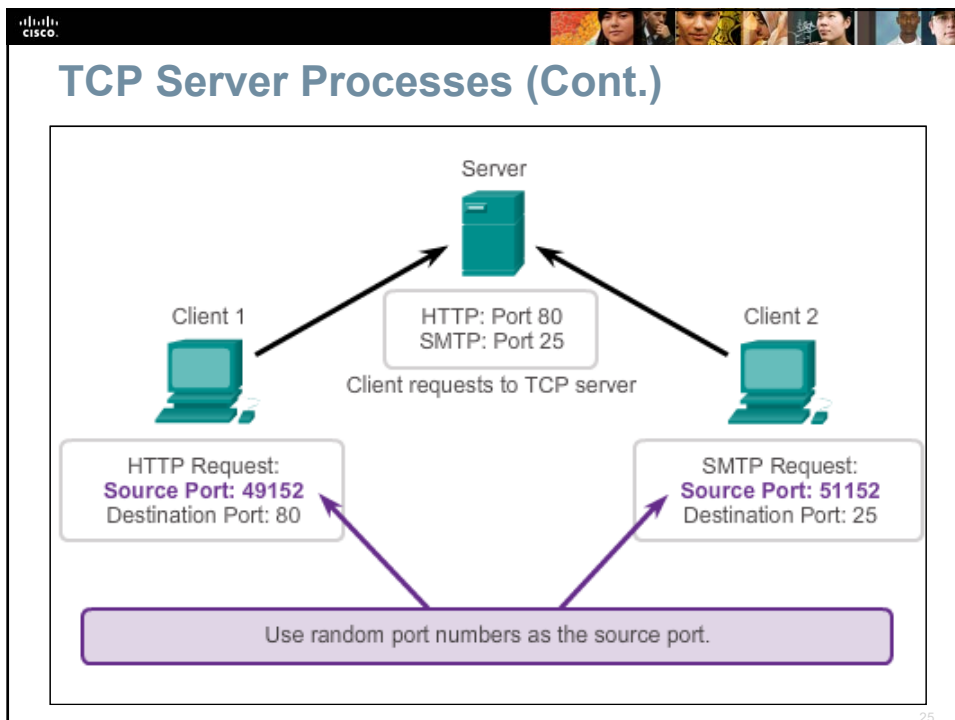 cisco.
TCP Server Processes (Cont.)
Server
Client 1
HTTP: Port 80
SMTP: Port 25
Client 2
Client requests to TCP server
HTTP Request:
Source Port: 49152
Destination Port: 80
SMTP Request:
Source Port: 51152
Destination Port: 25
Use random port numbers as the source port.
25